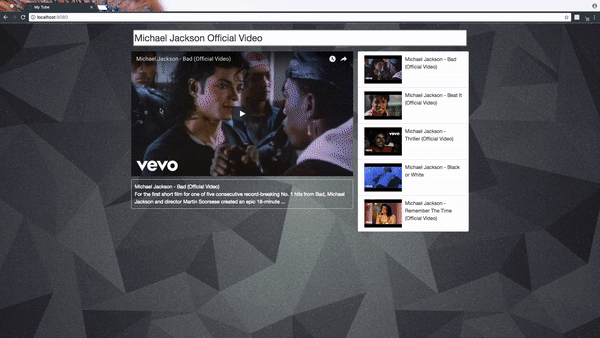 My Tube
localhost:8080
Michael Jackson Official Video
Michael Jackson - Bad (Official Video)
vevo
Michael Jackson - Bad (Official Video)
For the first short film for one of five consecutive record-breaking No. 1 hits from Bad, Michael
Jackson and director Martin Scorsese created an epic 18-minute ...
Michael Jackson - Bad
(Official Video)
Michael Jackson - Beat It
(Official Video)
Michael Jackson -
Thriller (Official Video)
Michael Jackson - Black
or White
Michael Jackson -
Remember The Time
(Official Video)